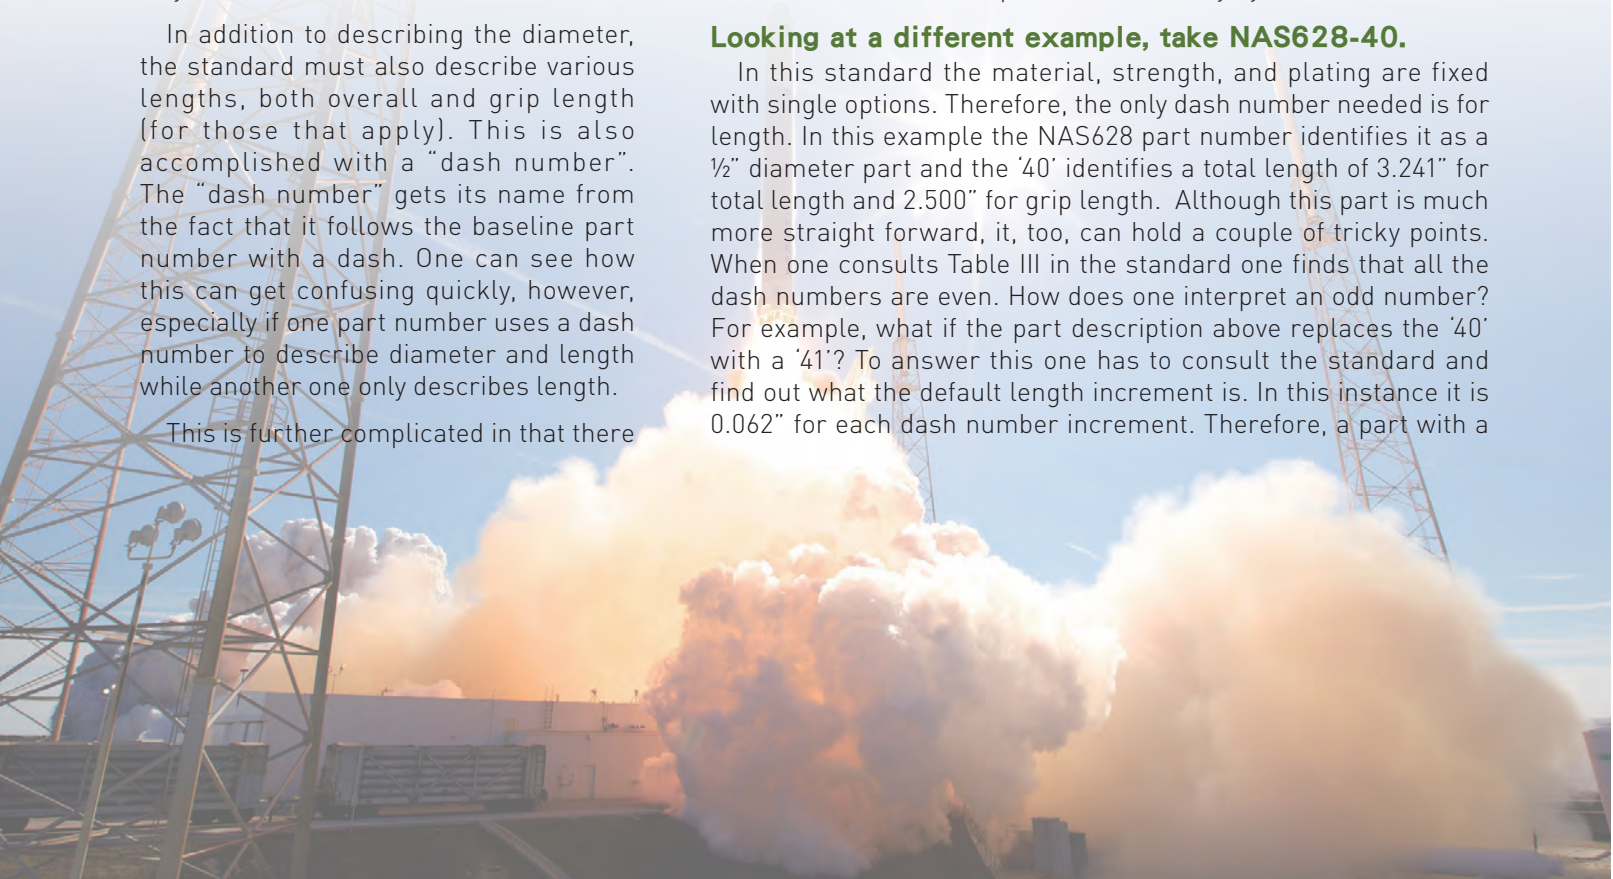 In addition to describing the diameter,
the standard must also describe various
lengths, both overall and grip length
(for those that apply). This is also
accomplished with a “dash number”.
The “dash number” gets its name from
the fact that it follows the baseline part
number with a dash. One can see how
this can get confusing quickly, however,
especially if one part number uses a dash
number to describe diameter and length
while another one only describes length.
This is further complicated in that there
Looking at a different example, take NAS628-40.
In this standard the material, strength, and plating are fixed
with single options. Therefore, the only dash number needed is for
length. In this example the NAS628 part number identifies it as a
½” diameter part and the ‘40’ identifies a total length of 3.241” for
total length and 2.500” for grip length. Although this part is much
more straight forward, it, too, can hold a couple of tricky points.
When one consults Table III in the standard one finds that all the
dash numbers are even. How does one interpret an odd number?
For example, what if the part description above replaces the ‘40’
with a ‘41’? To answer this one has to consult the standard and
find out what the default length increment is. In this instance it is
0.062” for each dash number increment. Therefore, a part with a